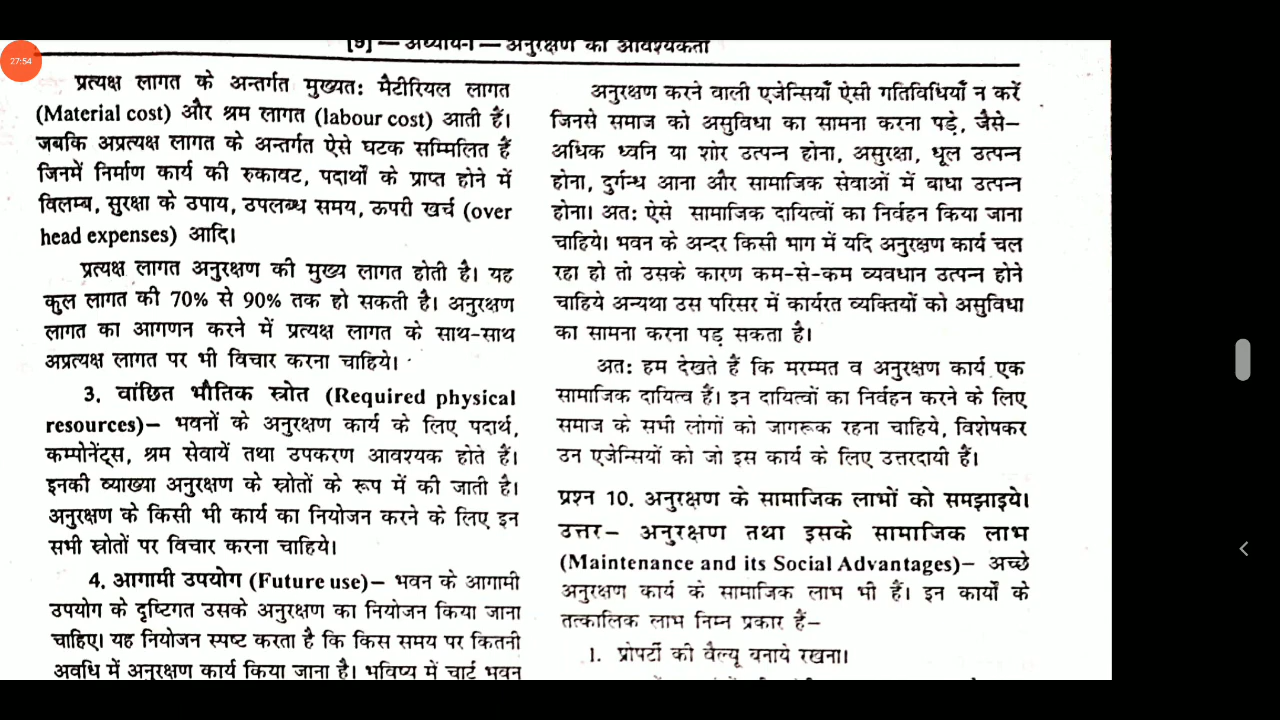 27:54
[9] — अध्याय-I — अनुरक्षण की आवश्यकता
प्रत्यक्ष लागत के अन्तर्गत मुख्यतः मैटीरियल लागत
(Material cost) और श्रम लागत (labour cost) आती हैं।
जबकि अप्रत्यक्ष लागत के अन्तर्गत ऐसे घटक सम्मिलित हैं
जिनमें निर्माण कार्य की रुकावट, पदार्थों के प्राप्त होने में
विलम्ब, सुरक्षा के उपाय, उपलब्ध समय, ऊपरी खर्च (over
head expenses) आदि।
प्रत्यक्ष लागत अनुरक्षण की मुख्य लागत होती है। यह
कुल लागत की 70% से 90% तक हो सकती है। अनुरक्षण
लागत का आगणन करने में प्रत्यक्ष लागत के साथ-साथ
अप्रत्यक्ष लागत पर भी विचार करना चाहिये।
3. वांछित भौतिक स्त्रोत (Required physical
resources)– भवनों के अनुरक्षण कार्य के लिए पदार्थ,
कम्पोनेंट्स, श्रम सेवायें तथा उपकरण आवश्यक होते हैं।
इनकी व्याख्या अनुरक्षण के स्त्रोतों के रूप में की जाती है।
अनुरक्षण के किसी भी कार्य का नियोजन करने के लिए इन
सभी स्त्रोतों पर विचार करना चाहिये।
4. आगामी उपयोग (Future use)– भवन के आगामी
उपयोग के दृष्टिगत उसके अनुरक्षण का नियोजन किया जाना
चाहिए। यह नियोजन स्पष्ट करता है कि किस समय पर कितनी
अवधि में अनुरक्षण कार्य किया जाना है। भविष्य में चार्ट भवन
अनुरक्षण करने वाली एजेन्सियाँ ऐसी गतिविधियाँ न करें
जिनसे समाज को असुविधा का सामना करना पड़े, जैसे–
अधिक ध्वनि या शोर उत्पन्न होना, असुरक्षा, धूल उत्पन्न
होना, दुर्गन्ध आना और सामाजिक सेवाओं में बाधा उत्पन्न
होना। अतः ऐसे सामाजिक दायित्वों का निर्वहन किया जाना
चाहिये। भवन के अन्दर किसी भाग में यदि अनुरक्षण कार्य चल
रहा हो तो उसके कारण कम-से-कम व्यवधान उत्पन्न होने
चाहिये अन्यथा उस परिसर में कार्यरत व्यक्तियों को असुविधा
का सामना करना पड़ सकता है।
अतः हम देखते हैं कि मरम्मत व अनुरक्षण कार्य एक
सामाजिक दायित्व हैं। इन दायित्वों का निर्वहन करने के लिए
समाज के सभी लोगों को जागरूक रहना चाहिये, विशेषकर
उन एजेन्सियों को जो इस कार्य के लिए उत्तरदायी हैं।
प्रश्न 10. अनुरक्षण के सामाजिक लाभों को समझाइये।
उत्तर– अनुरक्षण तथा इसके सामाजिक लाभ
(Maintenance and its Social Advantages)– अच्छे
अनुरक्षण कार्य के सामाजिक लाभ भी हैं। इन कार्यों के
तत्कालिक लाभ निम्न प्रकार हैं–
1. प्रोपर्टी की वैल्यू बनाये रखना।